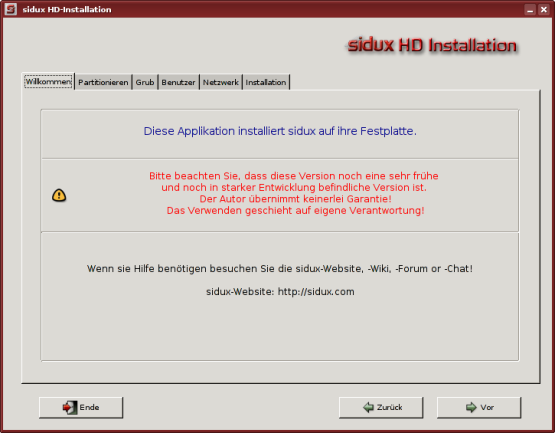 sidux HD-Installation
sidux HD Installation
Willkommen Partitionieren Grub Benutzer Netzwerk Installation
Diese Applikation installiert sidux auf ihre Festplatte.
Bitte beachten Sie, dass diese Version noch eine sehr frühe
und noch in starker Entwicklung befindliche Version ist.
Der Autor übernimmt keinerlei Garantie!
Das Verwenden geschieht auf eigene Verantwortung!
Wenn sie Hilfe benötigen besuchen Sie die sidux-Website, -Wiki, -Forum or -Chat!
sidux-Website: http://sidux.com
Ende Zurück Vor